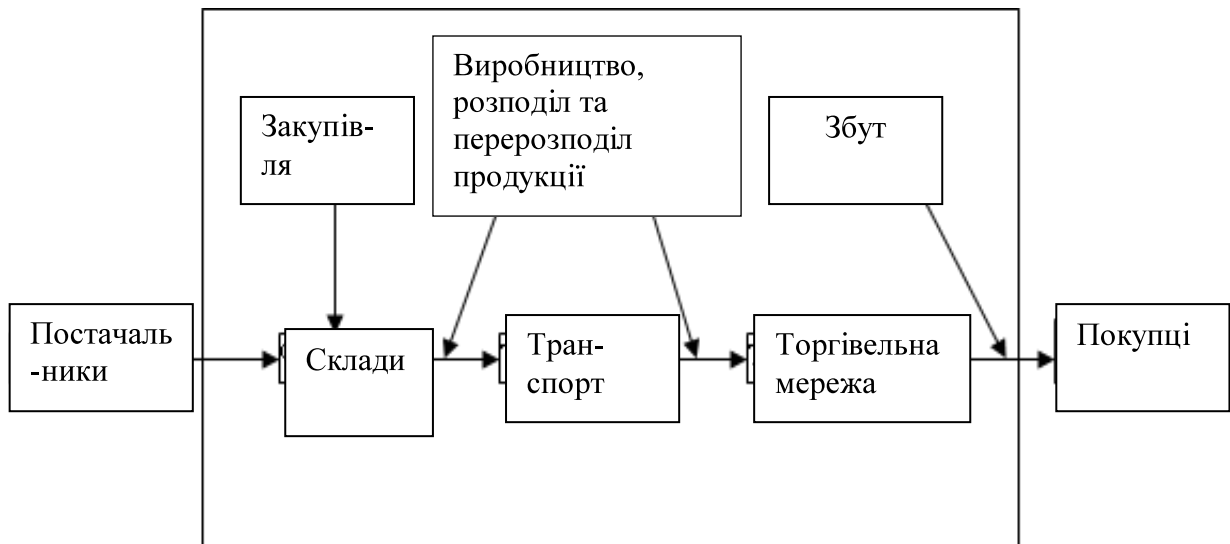 Закупів-
ля
Виробництво,
розподіл та
перерозподіл
продукції
Збут
Постачаль
-ники
Склади
Тран-
спорт
Торгівельна
мережа
Покупці